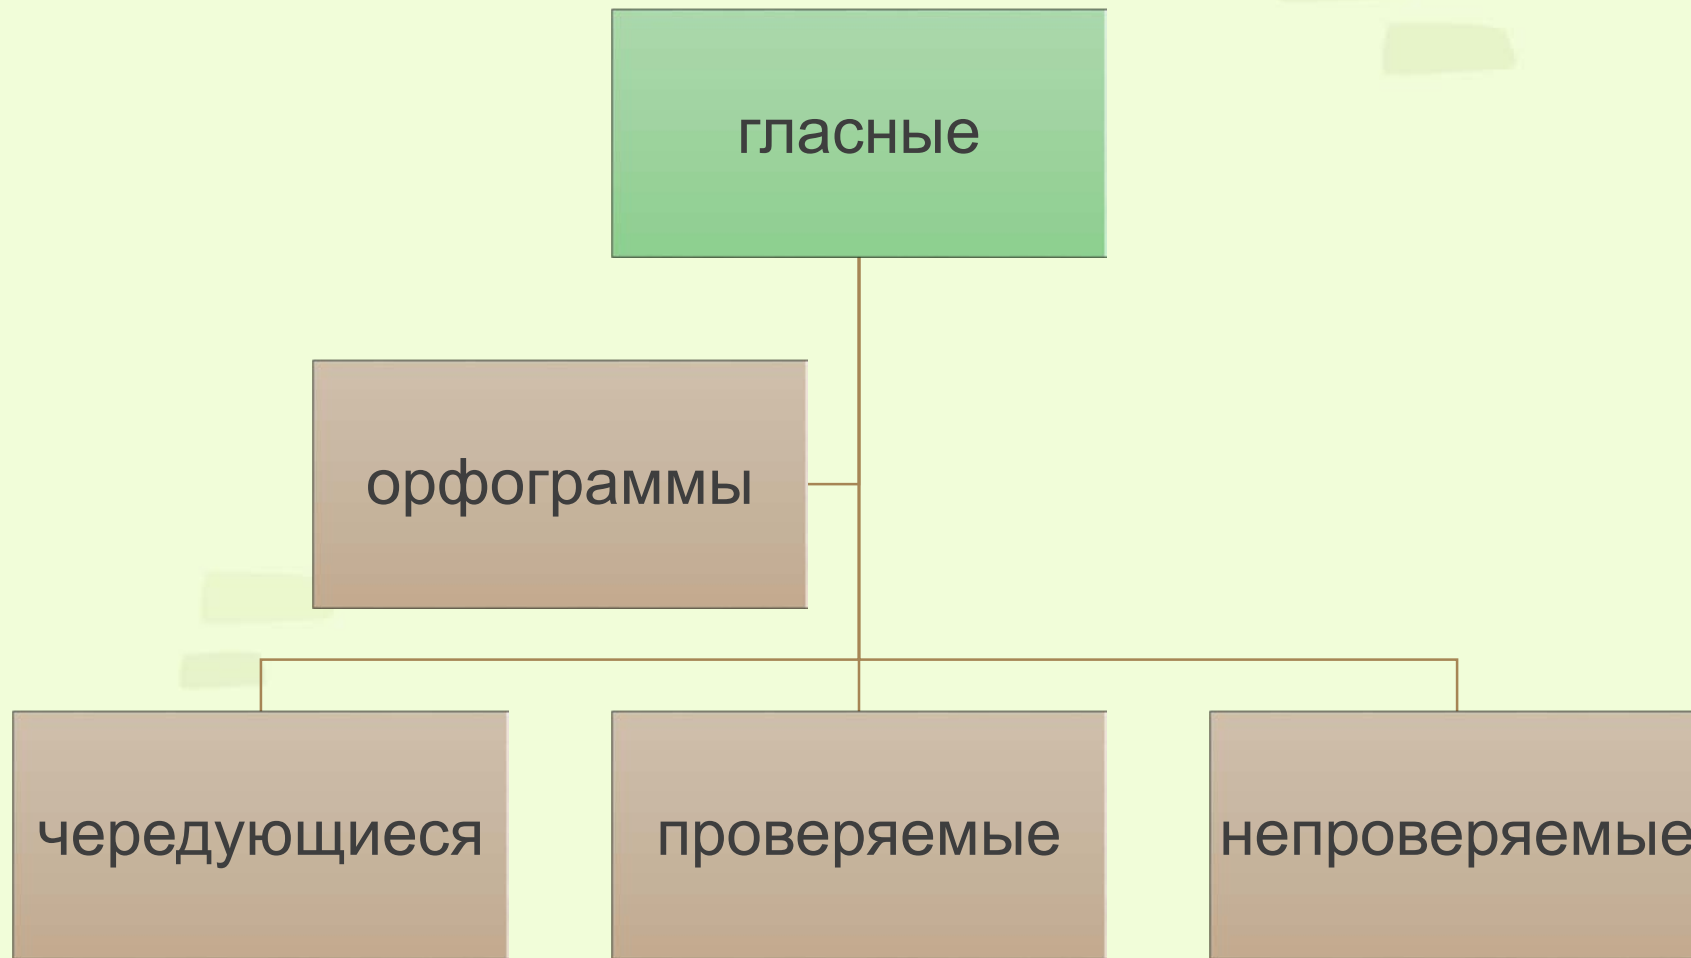 гласные
орфограммы
чередующиеся
проверяемые
непроверяемые